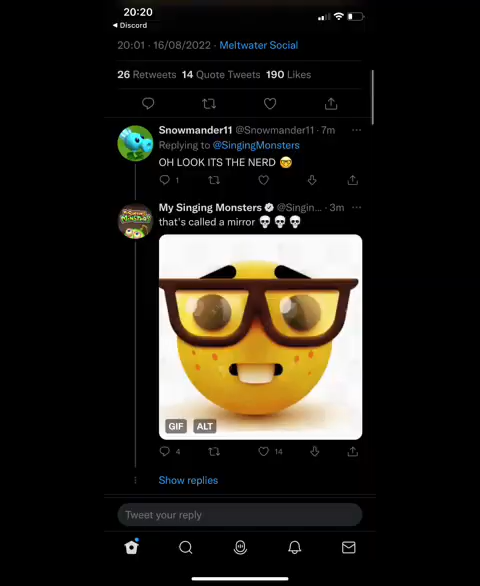 20:20
◀ Discord
20:01 · 16/08/2022 · Meltwater Social
26 Retweets 14 Quote Tweets 190 Likes
Snowmander11 @Snowmander11 · 7m
Replying to @SingingMonsters
OH LOOK ITS THE NERD 🤓
1
My Singing Monsters @Singin... · 3m
that's called a mirror 💀💀💀
GIF ALT
4 14
Show replies
Tweet your reply